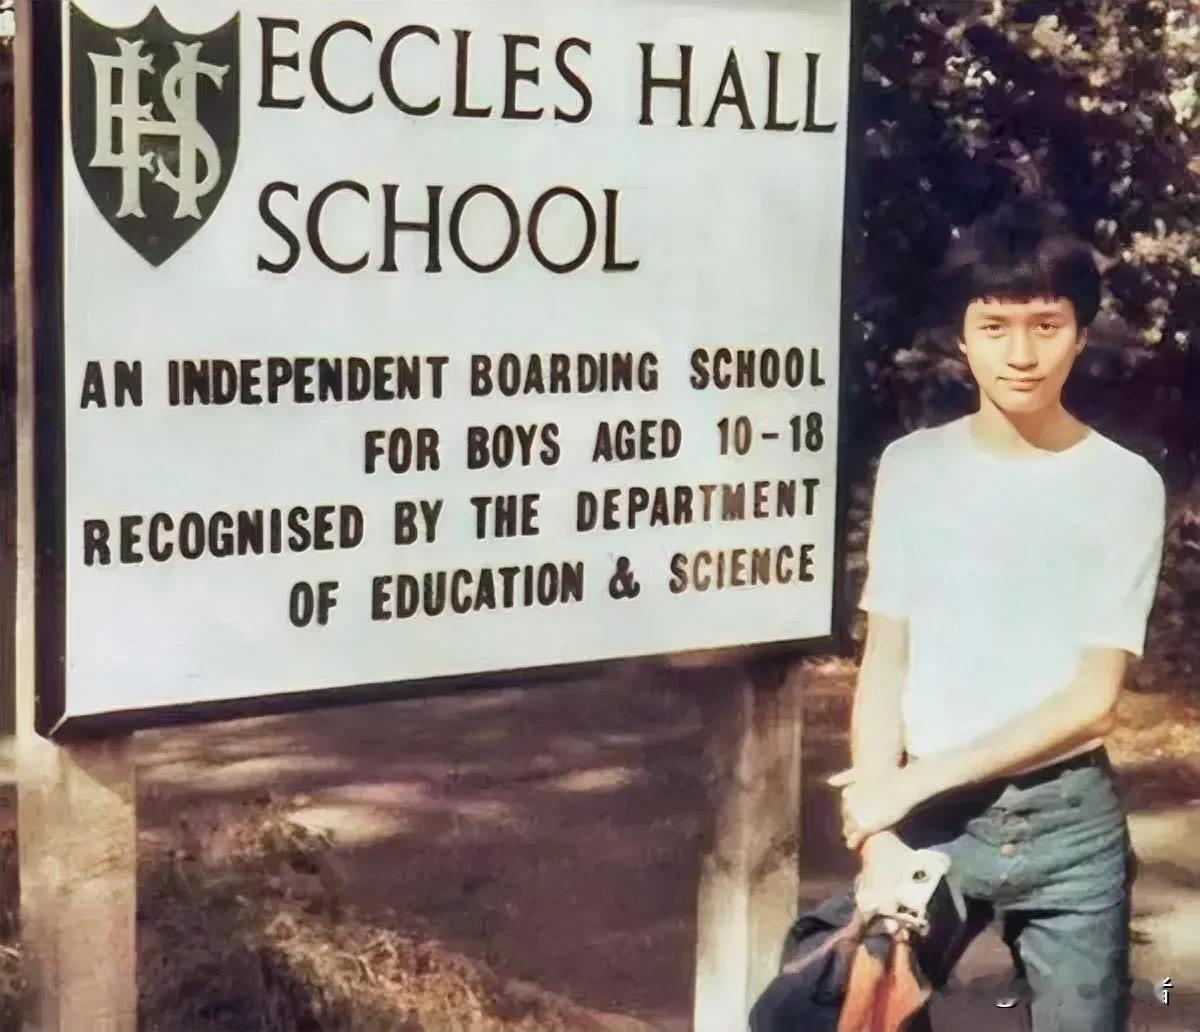 EHS
ECCLES HALL
SCHOOL
AN INDEPENDENT BOARDING SCHOOL
FOR BOYS AGED 10-18
RECOGNISED BY THE DEPARTMENT
OF EDUCATION & SCIENCE